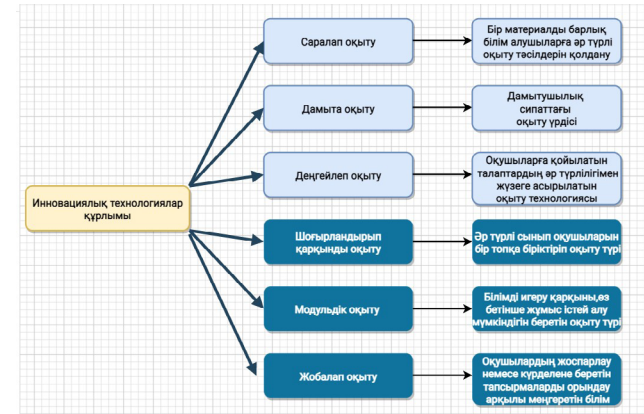 Саралап оқыту
Бір материалды барлық
білім алушыларға әр түрлі
оқыту тәсілдерін қолдану
Дамыта оқыту
Дамытушылық
сипаттағы
оқыту үрдісі
Деңгейлеп оқыту
Оқушыларға қойылатын
талаптардың әр түрлілігімен
жүзеге асырылатын
оқыту технологиясы
Инновациялық технологиялар
құрлымы
Шоғырландырып
қарқынды оқыту
Әр түрлі сынып оқушыларын
бір топқа біріктіріп оқыту түрі
Модульдік оқыту
Білімді игеру қарқыны,өз
бетінше жұмыс істей алу
мүмкіндігін беретін оқыту түрі
Жобалап оқыту
Оқушылардың жоспарлау
немесе күрделене беретін
тапсырмаларды орындау
арқылы меңгеретін білім